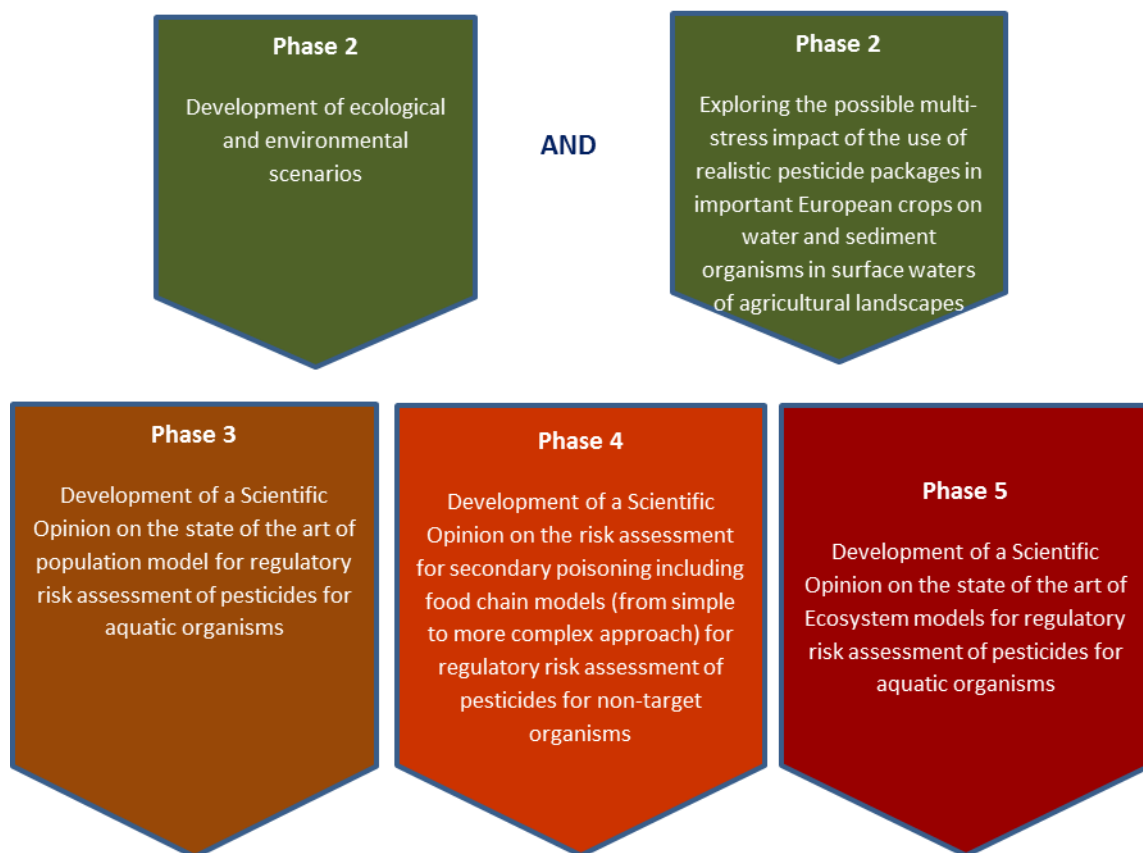 Phase 2
Development of ecological
and environmental
scenarios
AND
Phase 2
Exploring the possible multi-
stress impact of the use of
realistic pesticide packages in
important European crops on
water and sediment
organisms in surface waters
of agricultural landscapes
Phase 3
Development of a Scientific
Opinion on the state of the art of
population model for regulatory
risk assessment of pesticides for
aquatic organisms
Phase 4
Development of a Scientific
Opinion on the risk assessment
for secondary poisoning including
food chain models (from simple
to more complex approach) for
regulatory risk assessment of
pesticides for non-target
organisms
Phase 5
Development of a Scientific
Opinion on the state of the art of
Ecosystem models for regulatory
risk assessment of pesticides for
aquatic organisms